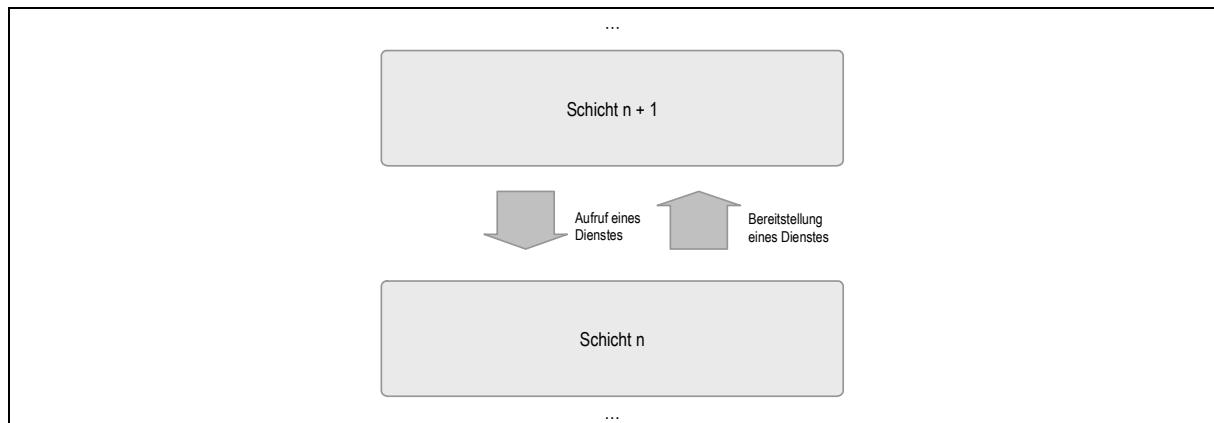 ...
Schicht n + 1
Aufruf eines
Dienstes
Bereitstellung
eines Dienstes
Schicht n
...